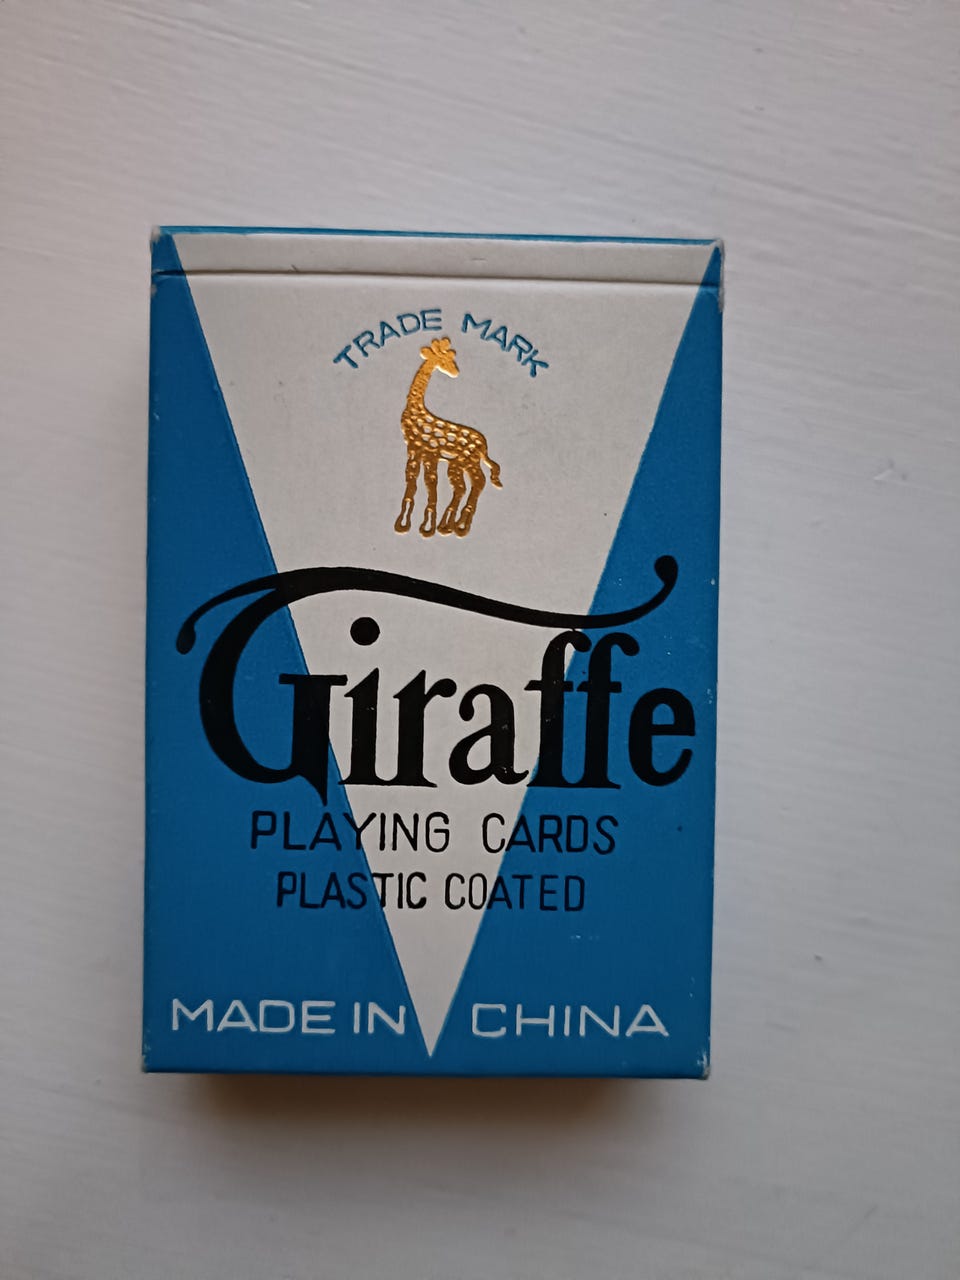 TRADE MARK
Giraffe
PLAYING CARDS
PLASTIC COATED
MADE IN CHINA